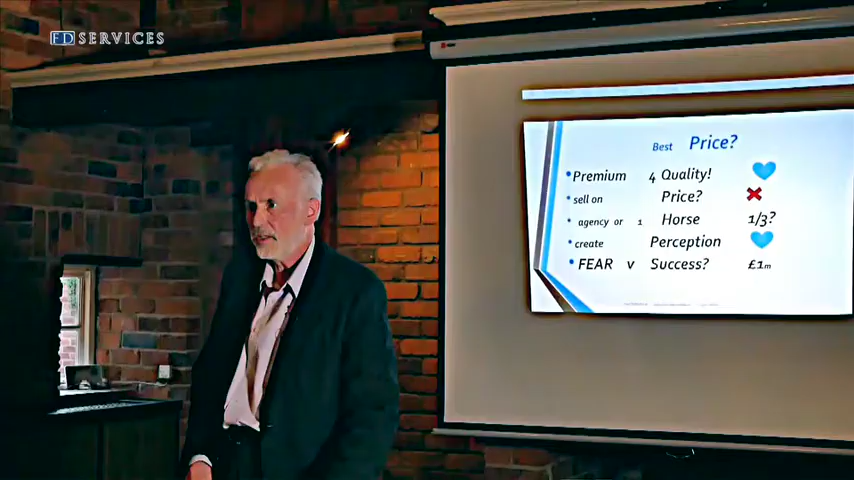 FD SERVICES
Best Price?
•Premium 4 Quality!
• sell on Price?
• agency or 1 Horse 1/3?
• create Perception
• FEAR v Success? £1m